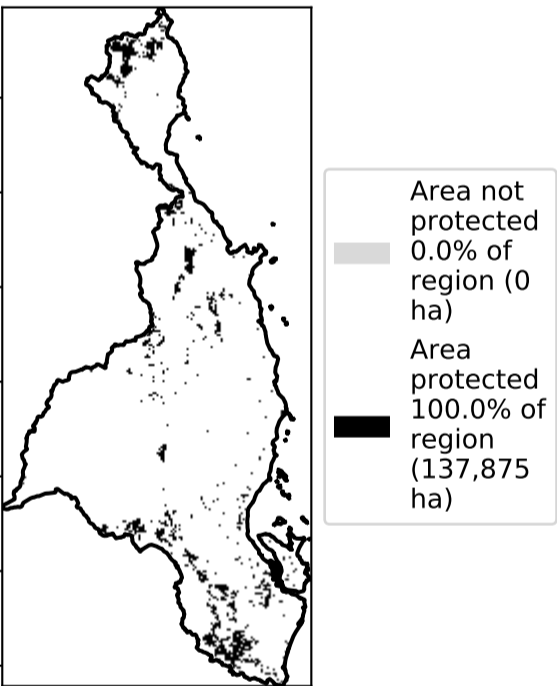 Area not
protected
0.0% of
region (0
ha)
Area
protected
100.0% of
region
(137,875
ha)